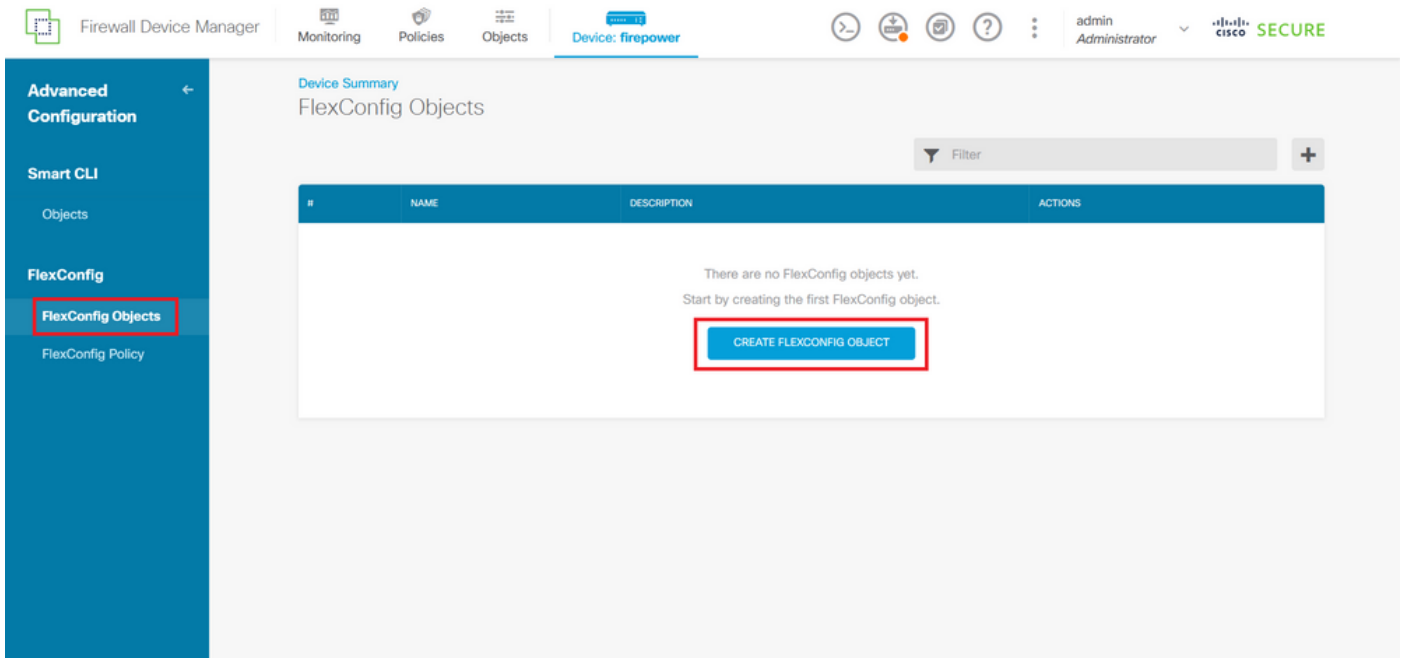 Firewall Device Manager
Monitoring
Policies
Objects
Device: firepower
admin
Administrator
cisco SECURE
Advanced
Configuration
Smart CLI
Objects
FlexConfig
FlexConfig Objects
FlexConfig Policy
Device Summary
FlexConfig Objects
Filter
# NAME DESCRIPTION ACTIONS
There are no FlexConfig objects yet.
Start by creating the first FlexConfig object.
CREATE FLEXCONFIG OBJECT